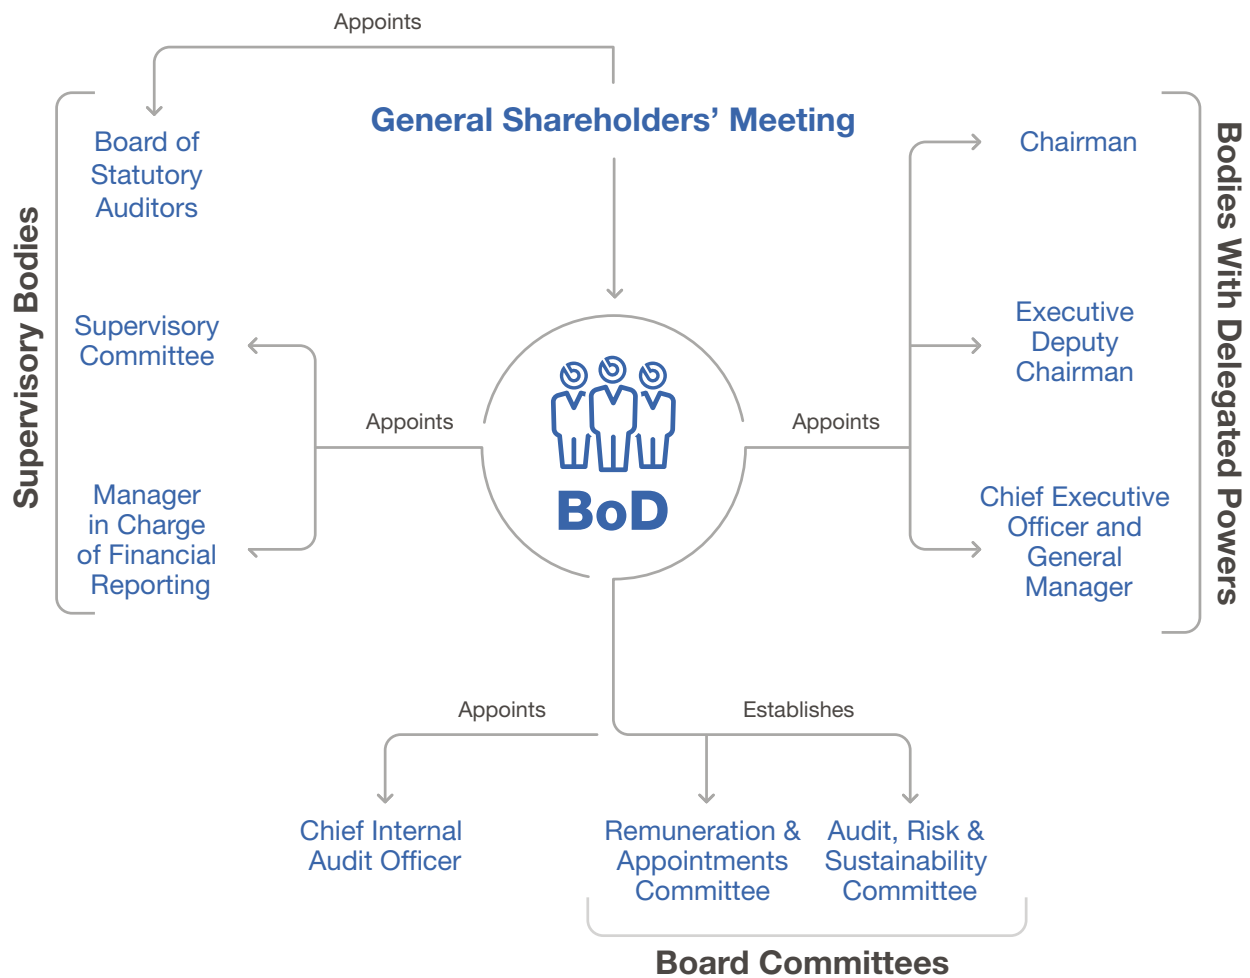 Appoints
General Shareholders’ Meeting
Supervisory Bodies
Board of
Statutory
Auditors
Supervisory
Committee
Manager
in Charge
of Financial
Reporting
Appoints
BoD
Appoints
Chairman
Executive
Deputy
Chairman
Chief Executive
Officer and
General
Manager
Bodies With Delegated Powers
Appoints
Establishes
Chief Internal
Audit Officer
Remuneration &
Appointments
Committee
Audit, Risk &
Sustainability
Committee
Board Committees